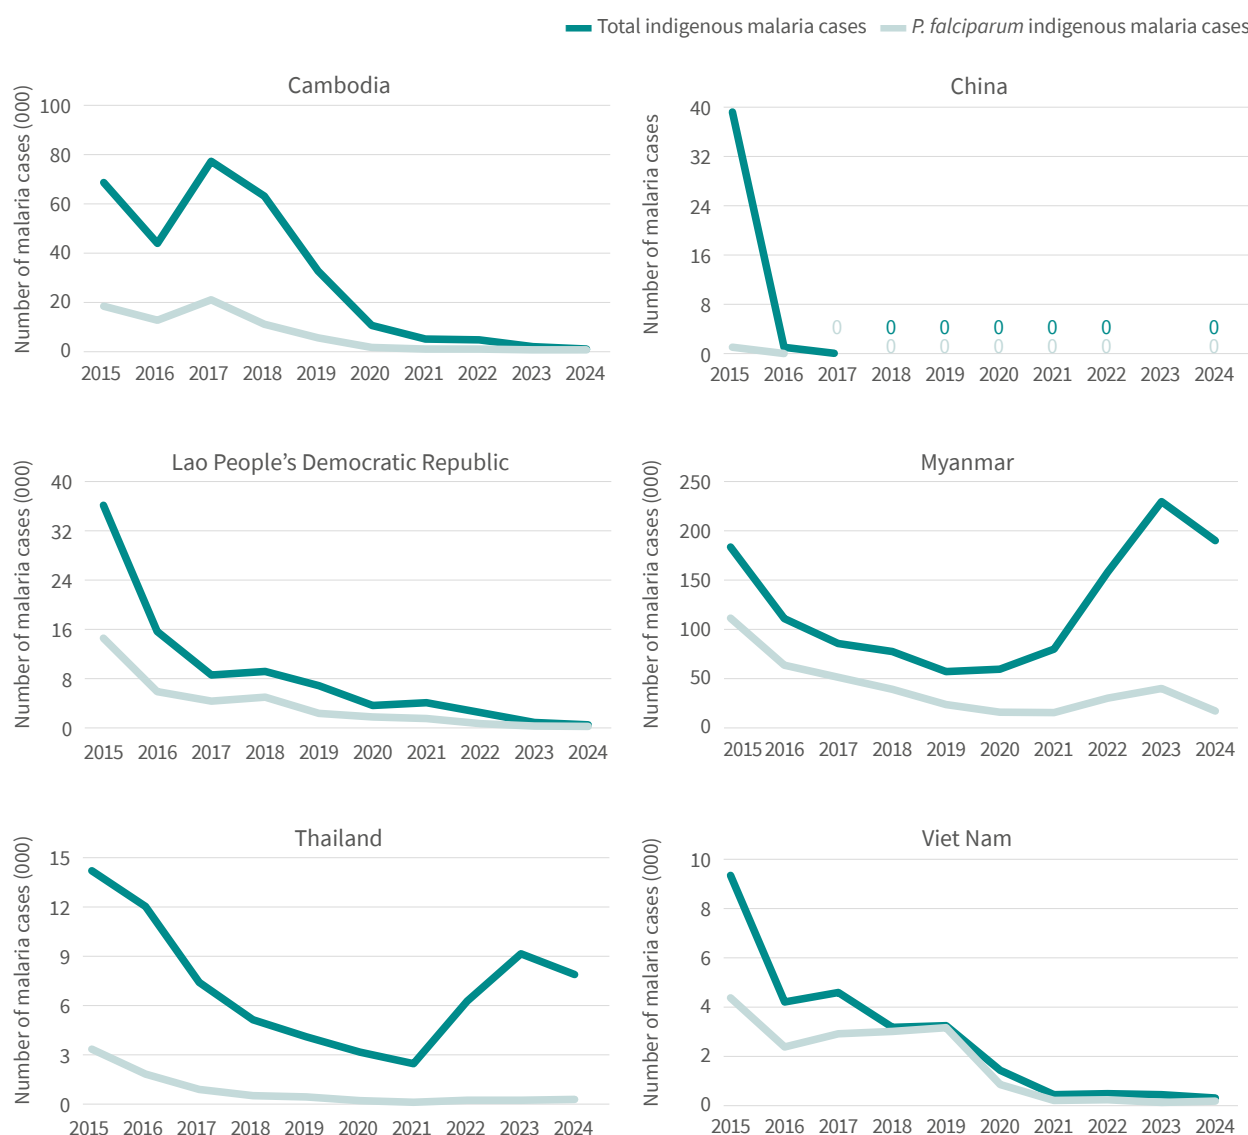 Total indigenous malaria cases P. falciparum indigenous malaria cases
Cambodia
Number of malaria cases (000)
100
80
60
40
20
0
2015 2016 2017 2018 2019 2020 2021 2022 2023 2024
China
Number of malaria cases
40
32
24
16
8
0
0 0 0 0 0 0 0
0 0 0 0 0 0
2015 2016 2017 2018 2019 2020 2021 2022 2023 2024
Lao People’s Democratic Republic
Number of malaria cases (000)
40
32
24
16
8
0
2015 2016 2017 2018 2019 2020 2021 2022 2023 2024
Myanmar
Number of malaria cases (000)
250
200
150
100
50
0
2015 2016 2017 2018 2019 2020 2021 2022 2023 2024
Thailand
Number of malaria cases (000)
15
12
9
6
3
0
2015 2016 2017 2018 2019 2020 2021 2022 2023 2024
Viet Nam
Number of malaria cases (000)
10
8
6
4
2
0
2015 2016 2017 2018 2019 2020 2021 2022 2023 2024